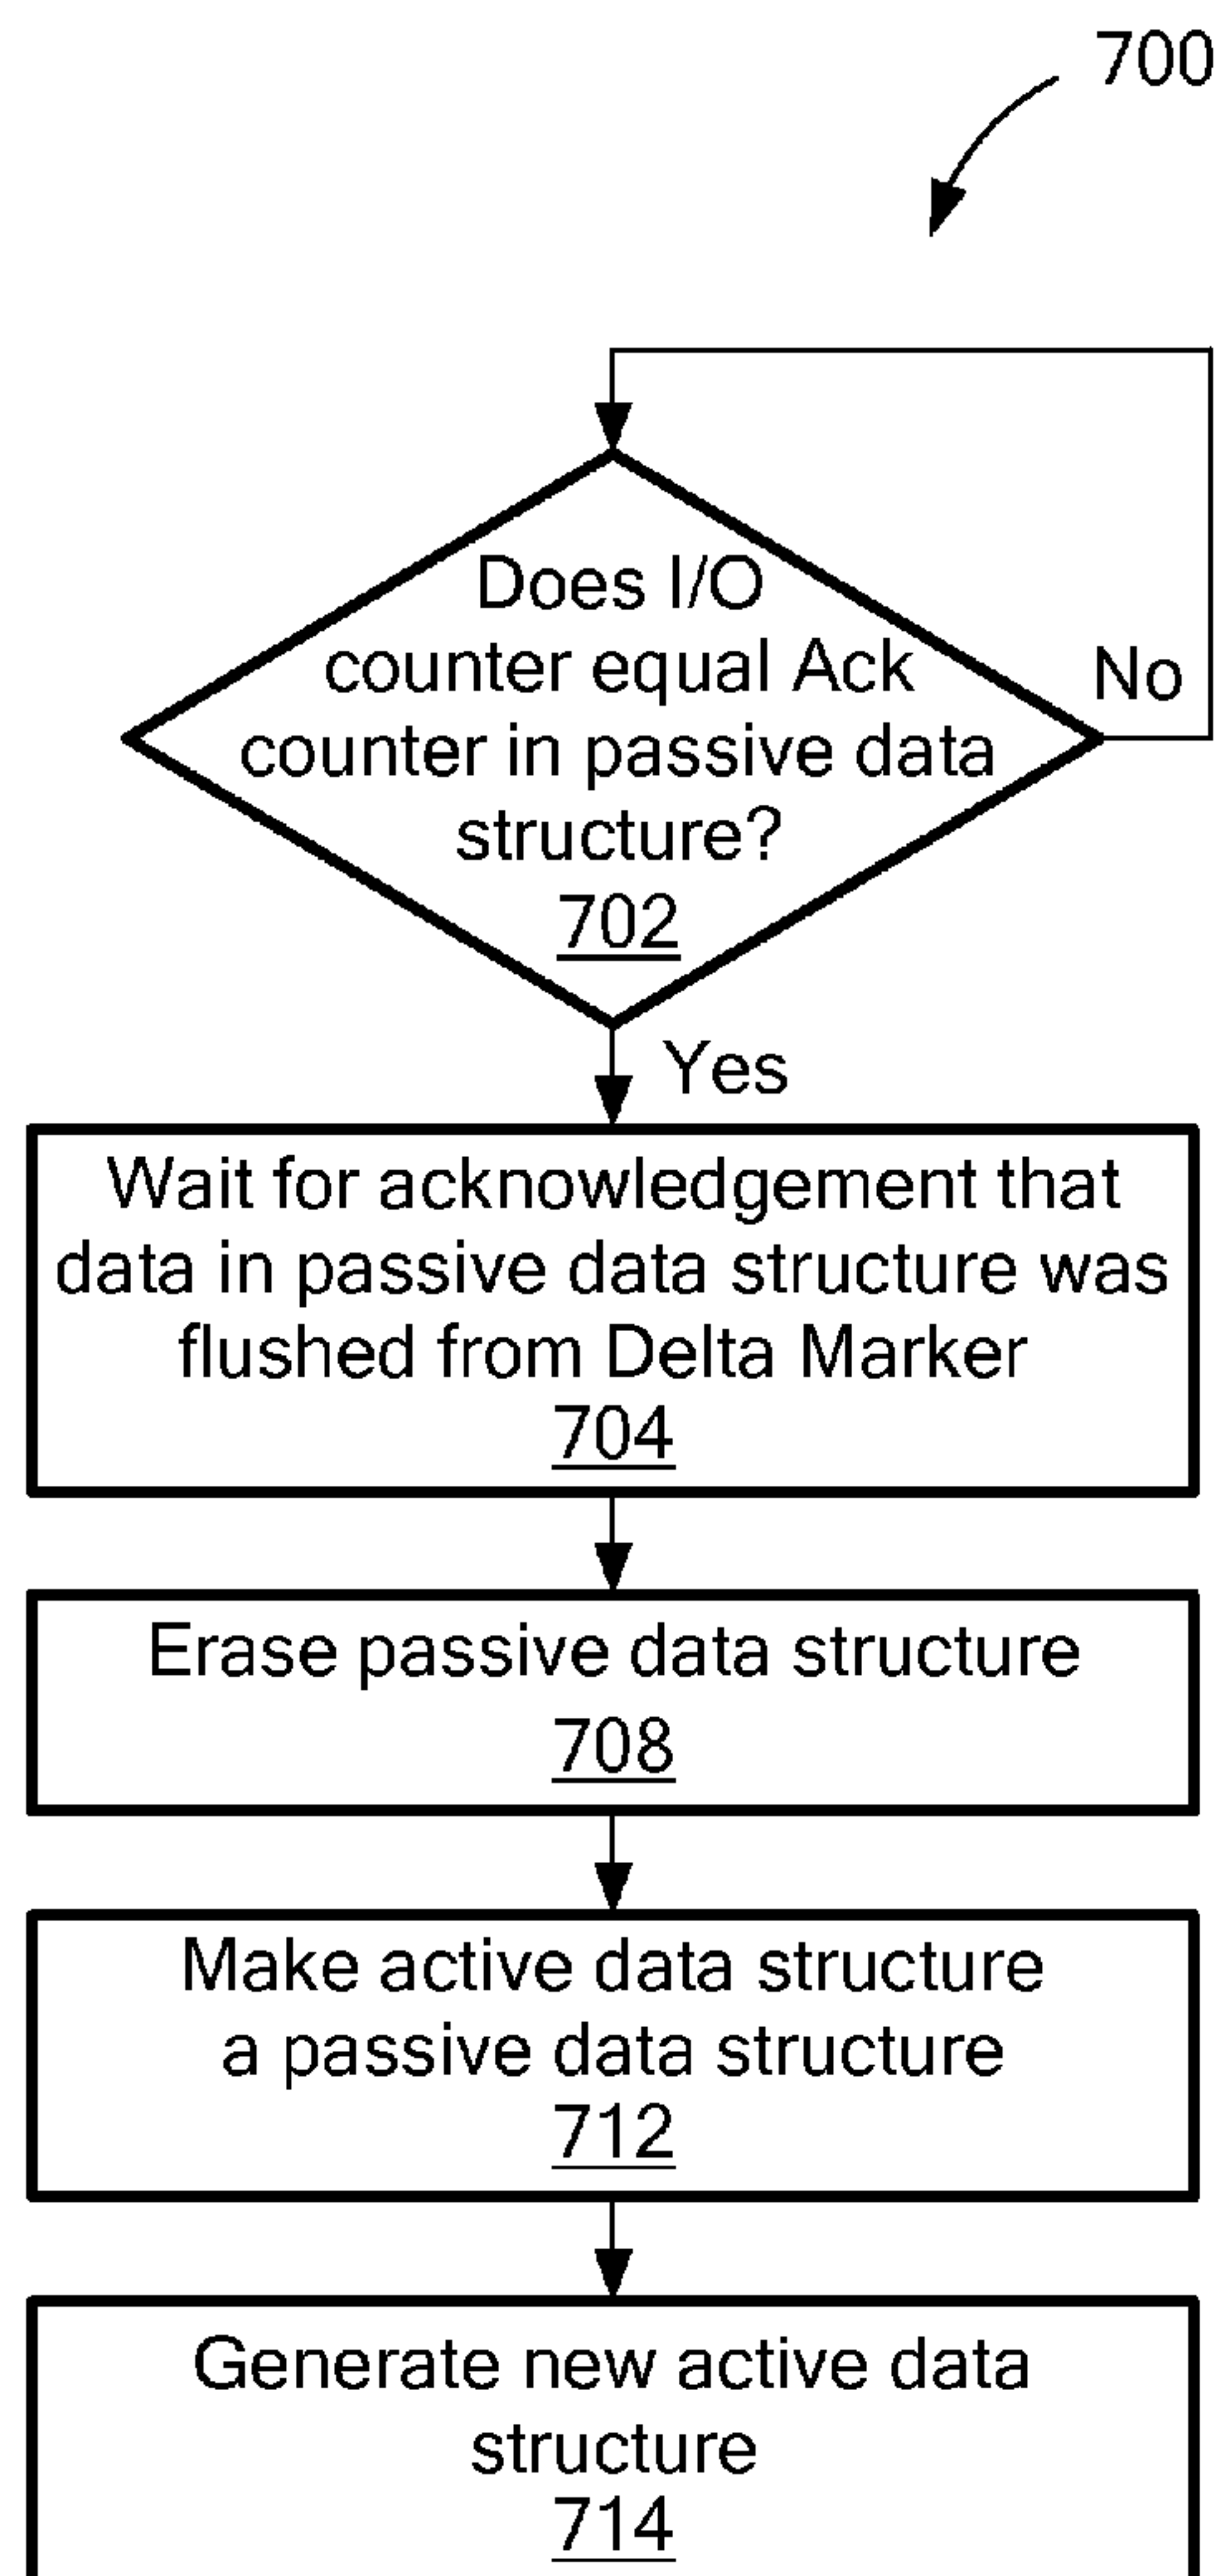 700
Does I/O
counter equal Ack
counter in passive data
structure?
702
No
Yes
Wait for acknowledgement that
data in passive data structure was
flushed from Delta Marker
704
Erase passive data structure
708
Make active data structure
a passive data structure
712
Generate new active data
structure
714